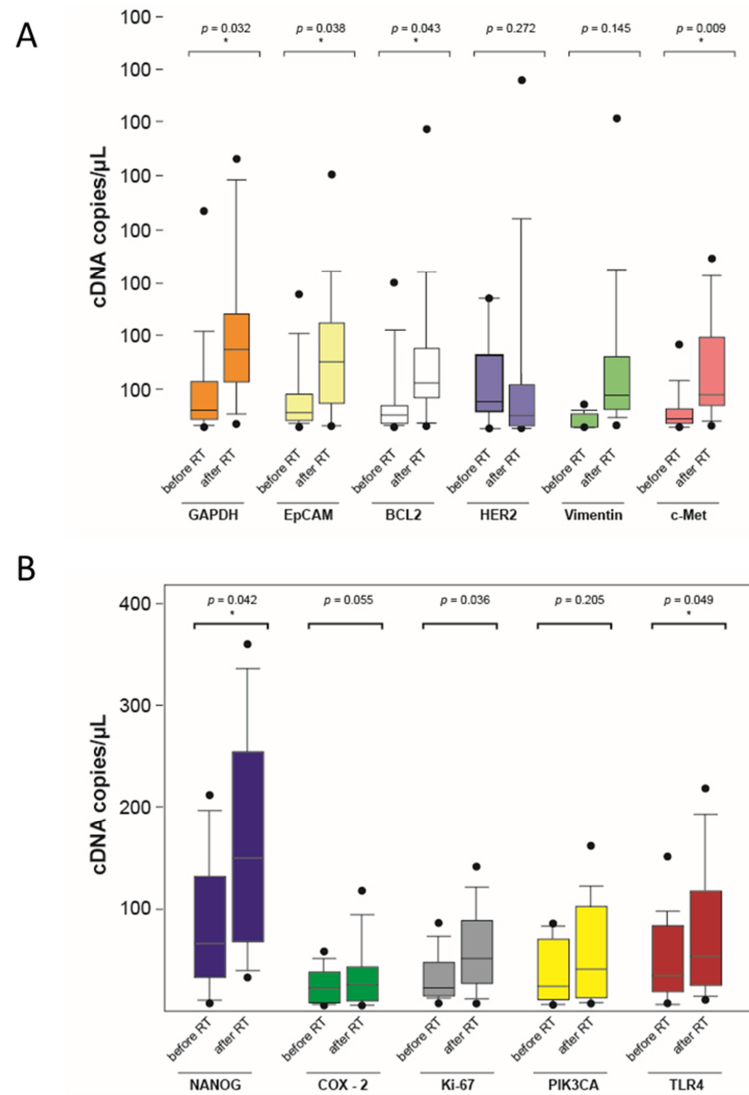 A
100
p = 0.032 p = 0.038 p = 0.043 p = 0.272 p = 0.145 p = 0.009
* * * *
100
100
100
100
100
100
100
cDNA copies/µL
before RT after RT before RT after RT before RT after RT before RT after RT before RT after RT before RT after RT
GAPDH EpCAM BCL2 HER2 Vimentin c-Met
B
400
p = 0.042 p = 0.055 p = 0.036 p = 0.205 p = 0.049
* *
300
200
100
cDNA copies/µL
before RT after RT before RT after RT before RT after RT before RT after RT before RT after RT
NANOG COX - 2 Ki-67 PIK3CA TLR4